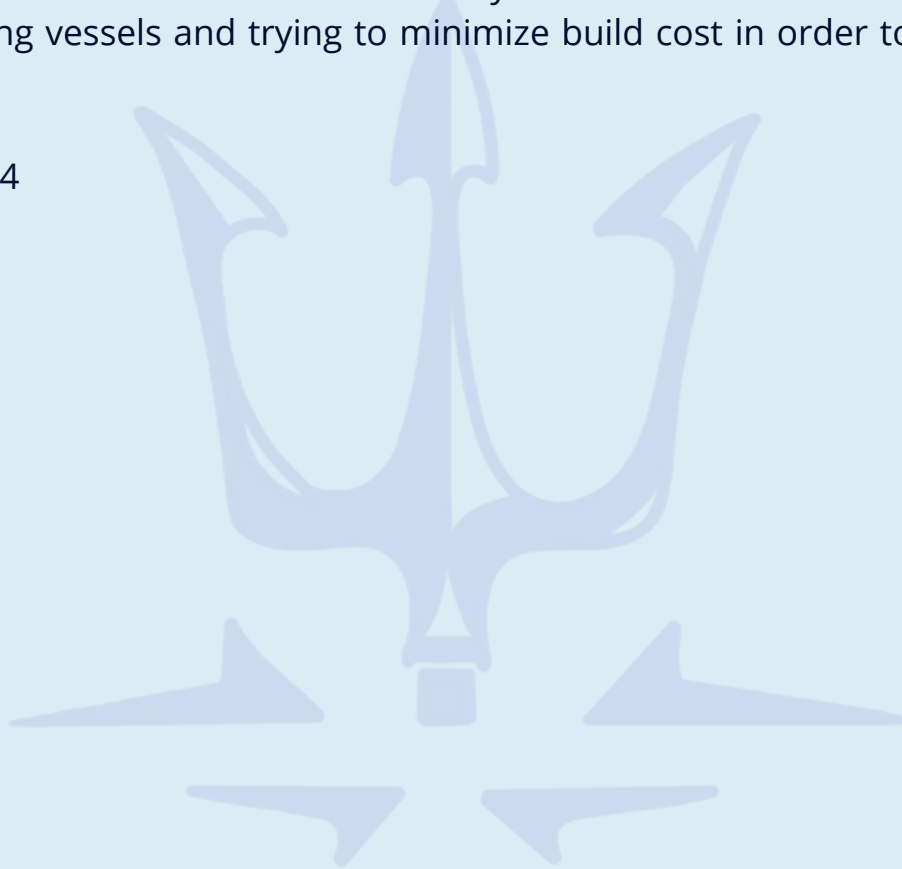 ng vessels and trying to minimize build cost in order to
4